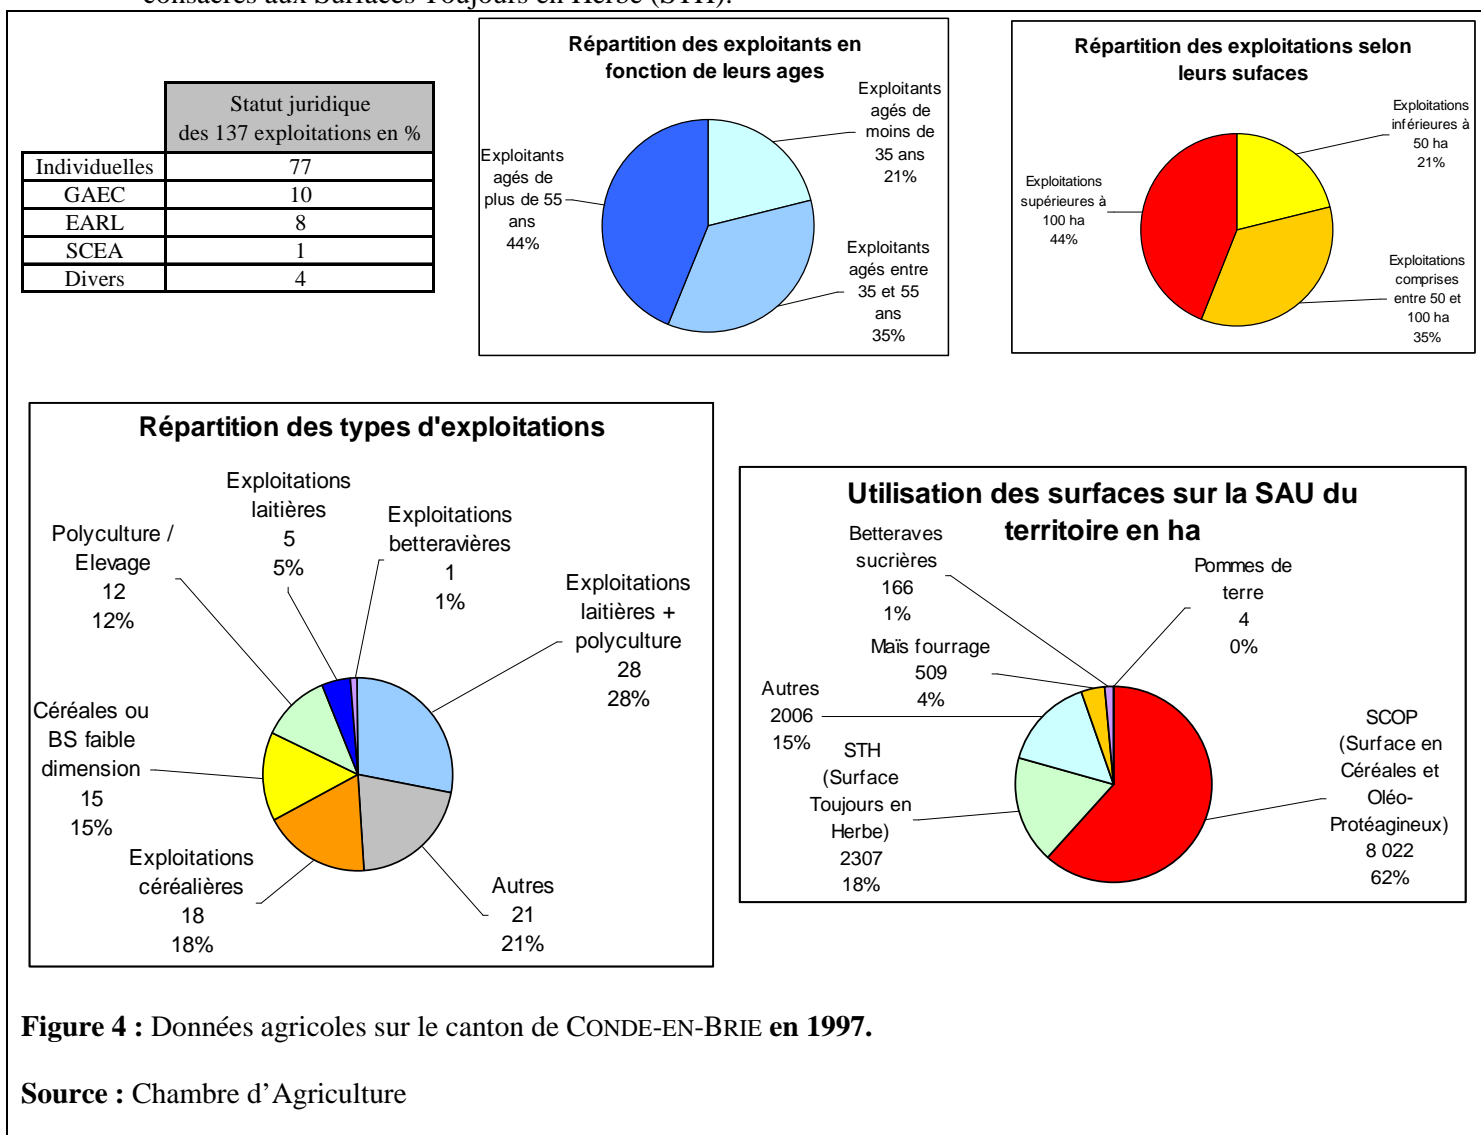 consacrés aux Surfaces Toujours en Herbe (STH).
Statut juridique
des 137 exploitations en %
Individuelles 77
GAEC 10
EARL 8
SCEA 1
Divers 4
Répartition des exploitants en
fonction de leurs ages
Exploitants
agés de
moins de
35 ans
21%
Exploitants
agés de
plus de 55
ans
44%
Exploitants
agés entre
35 et 55
ans
35%
Répartition des exploitations selon
leurs sufaces
Exploitations
inférieures à
50 ha
21%
Exploitations
supérieures à
100 ha
44%
Exploitations
comprises
entre 50 et
100 ha
35%
Répartition des types d'exploitations
Exploitations
laitières
5
5%
Exploitations
betteravières
1
1%
Polyculture /
Elevage
12
12%
Exploitations
laitières +
polyculture
28
28%
Céréales ou
BS faible
dimension
15
15%
Exploitations
céréalières
18
18%
Autres
21
21%
Utilisation des surfaces sur la SAU du
territoire en ha
Betteraves
sucrières
166
1%
Pommes de
terre
4
0%
Maïs fourrage
509
4%
Autres
2006
15%
STH
(Surface
Toujours en
Herbe)
2307
18%
SCOP
(Surface en
Céréales et
Oléo-
Protéagineux)
8 022
62%
Figure 4 : Données agricoles sur le canton de CONDE-EN-BRIE en 1997.
Source : Chambre d'Agriculture